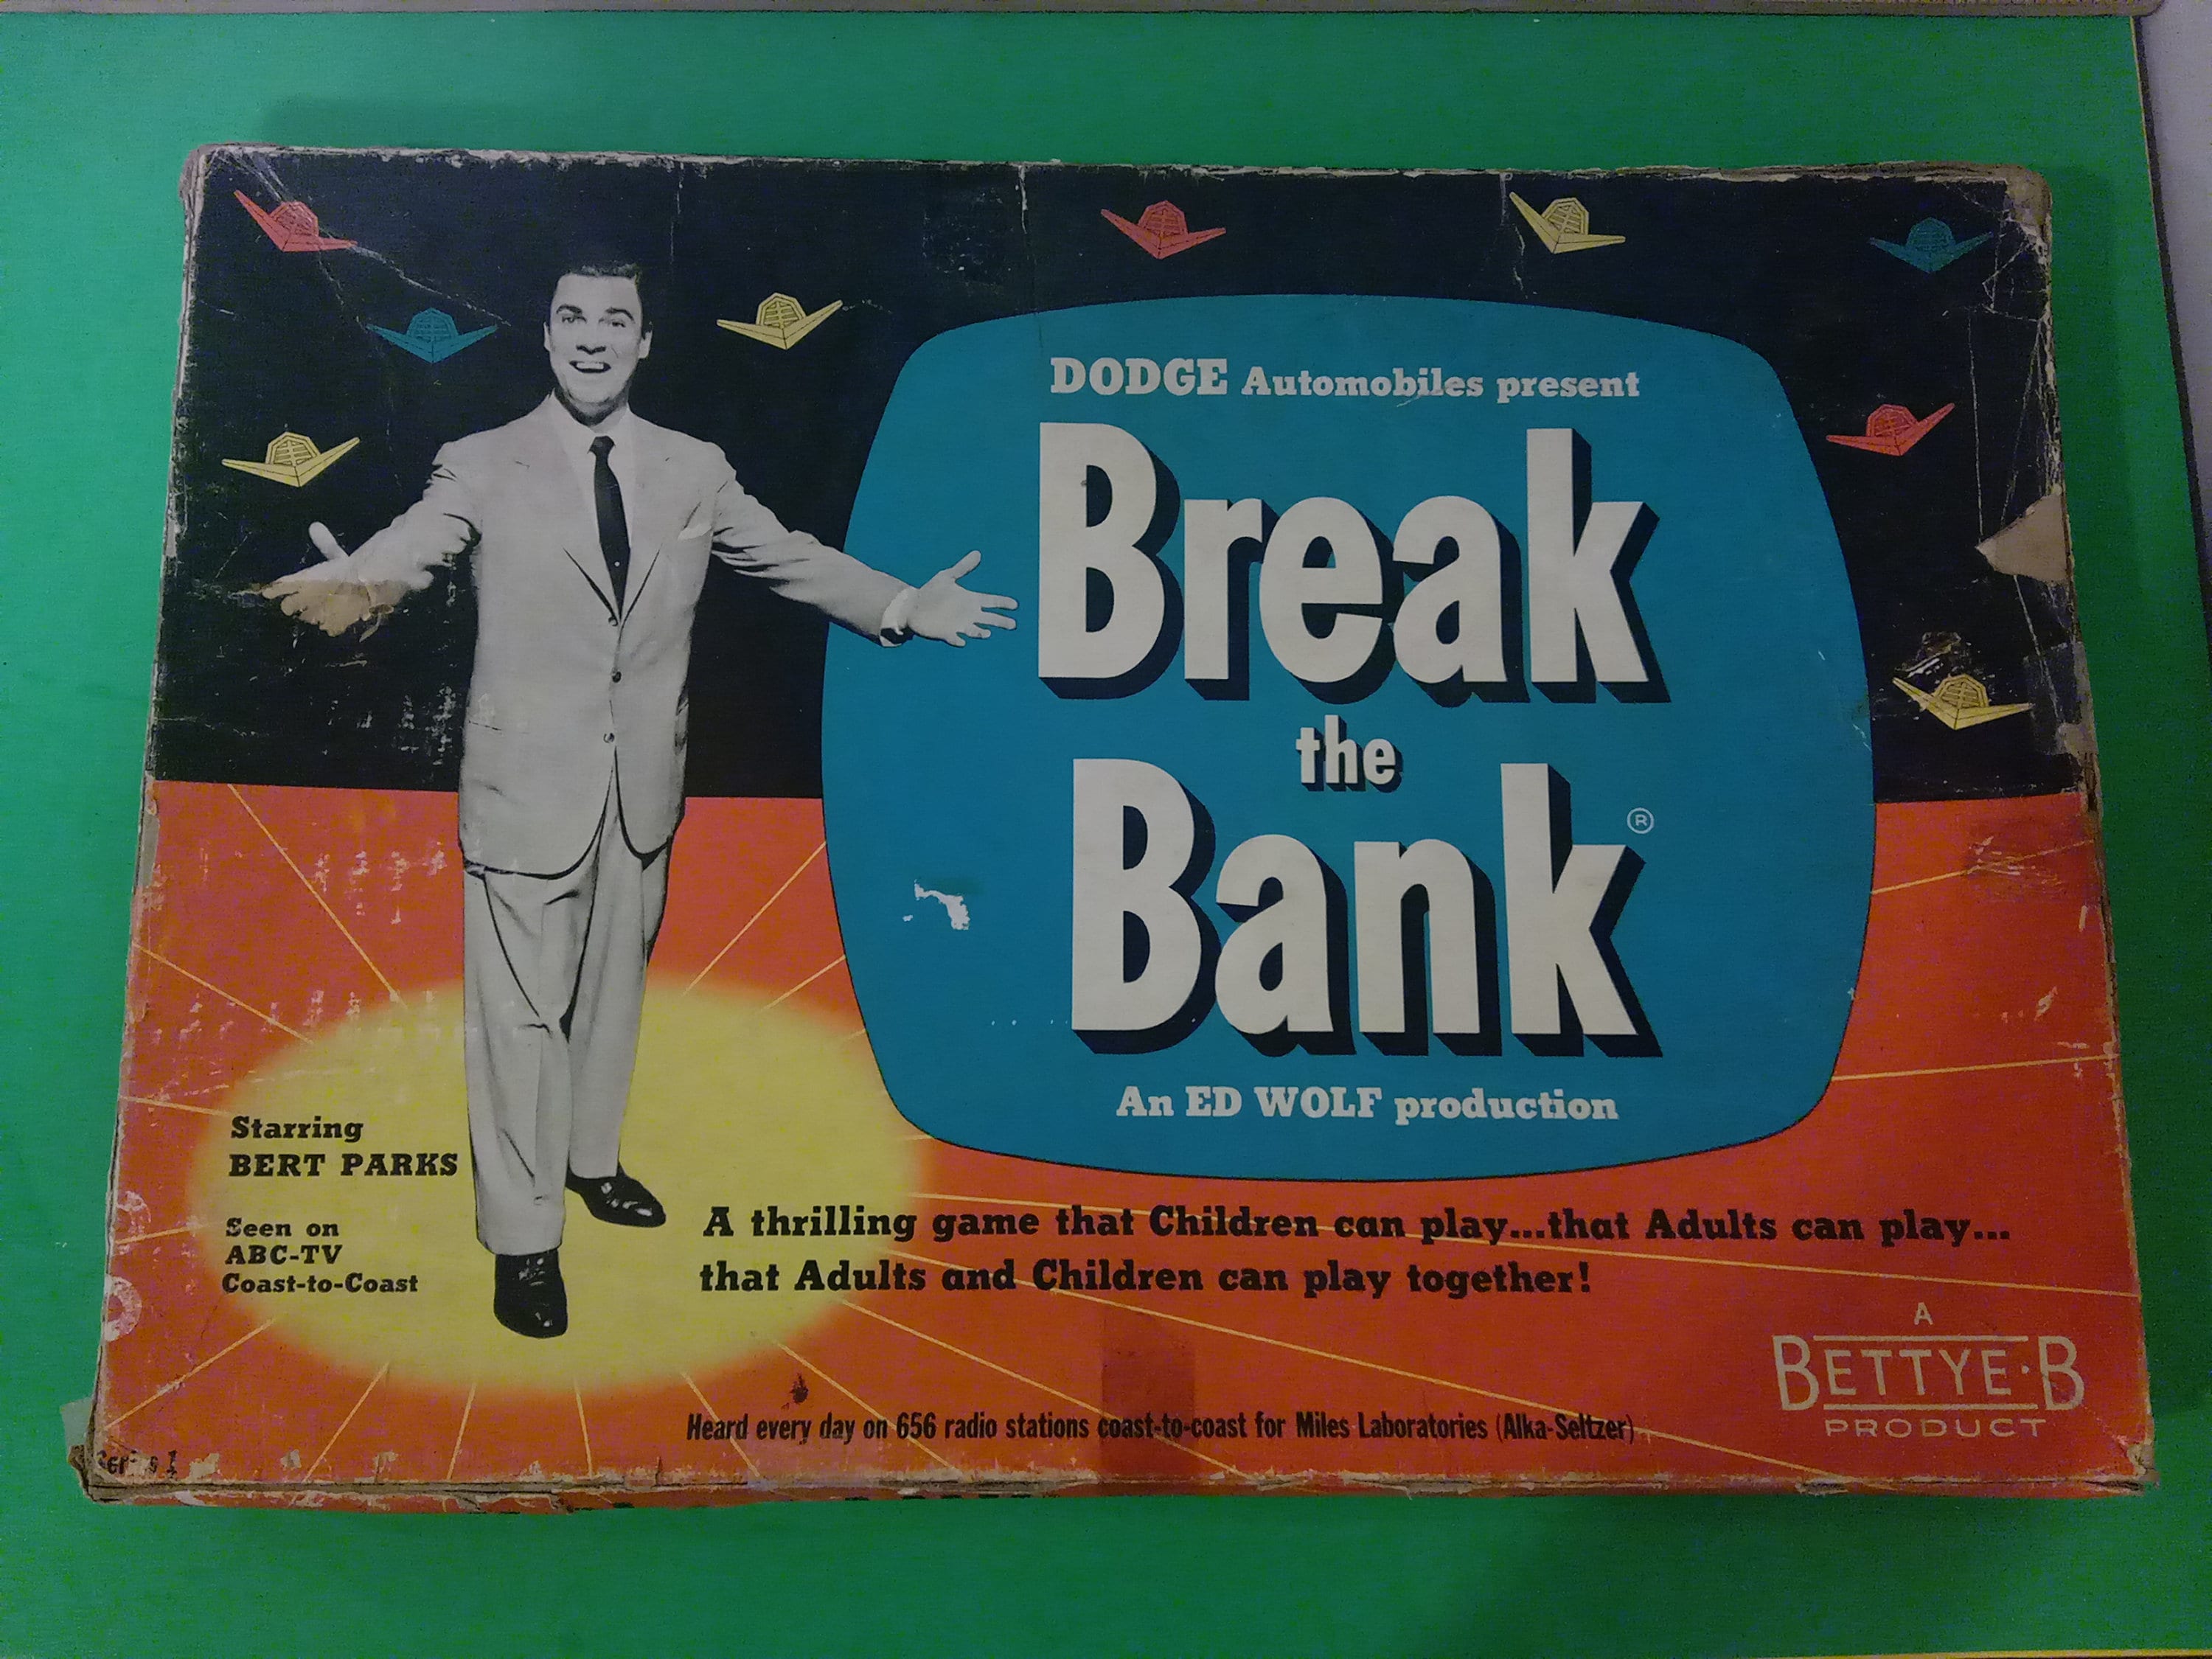 DODGE Automobiles present
Break
the
Bank®
An ED WOLF production
Starring
BERT PARKS
Seen on
ABC-TV
Coast-to-Coast
A thrilling game that Children can play...that Adults can play...
that Adults and Children can play together!
A
BETTYE·B
PRODUCT
Heard every day on 656 radio stations coast-to-coast for Miles Laboratories (Alka-Seltzer)